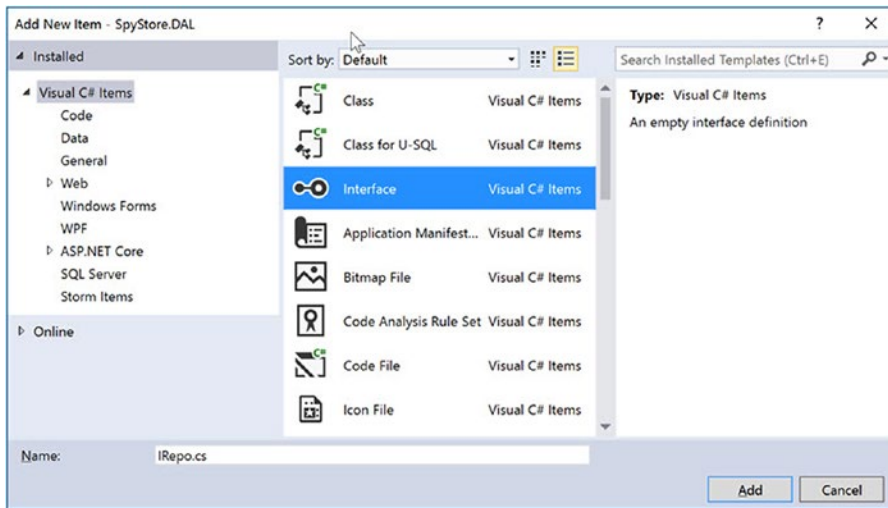 Add New Item - SpyStore.DAL
?
Installed
Sort by: Default
Search Installed Templates (Ctrl+E)
Visual C# Items
Code
Data
General
Web
Windows Forms
WPF
ASP.NET Core
SQL Server
Storm Items
Online
C# Class Visual C# Items
C# Class for U-SQL Visual C# Items
Interface Visual C# Items
Application Manifest... Visual C# Items
Bitmap File Visual C# Items
Code Analysis Rule Set Visual C# Items
C# Code File Visual C# Items
Icon File Visual C# Items
Type: Visual C# Items
An empty interface definition
Name: IRepo.cs
Add Cancel